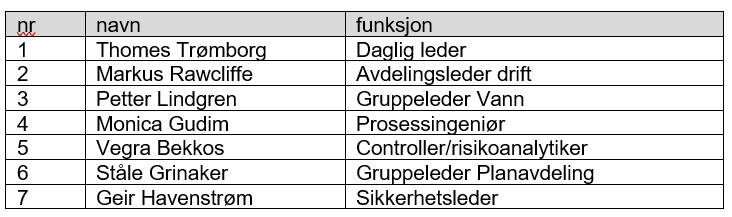 nr navn funksjon
1 Thomes Trømborg Daglig leder
2 Markus Rawcliffe Avdelingsleder drift
3 Petter Lindgren Gruppeleder Vann
4 Monica Gudim Prosessingeniør
5 Vegra Bekkos Controller/risikoanalytiker
6 Ståle Grinaker Gruppeleder Planavdeling
7 Geir Havenstrøm Sikkerhetsleder